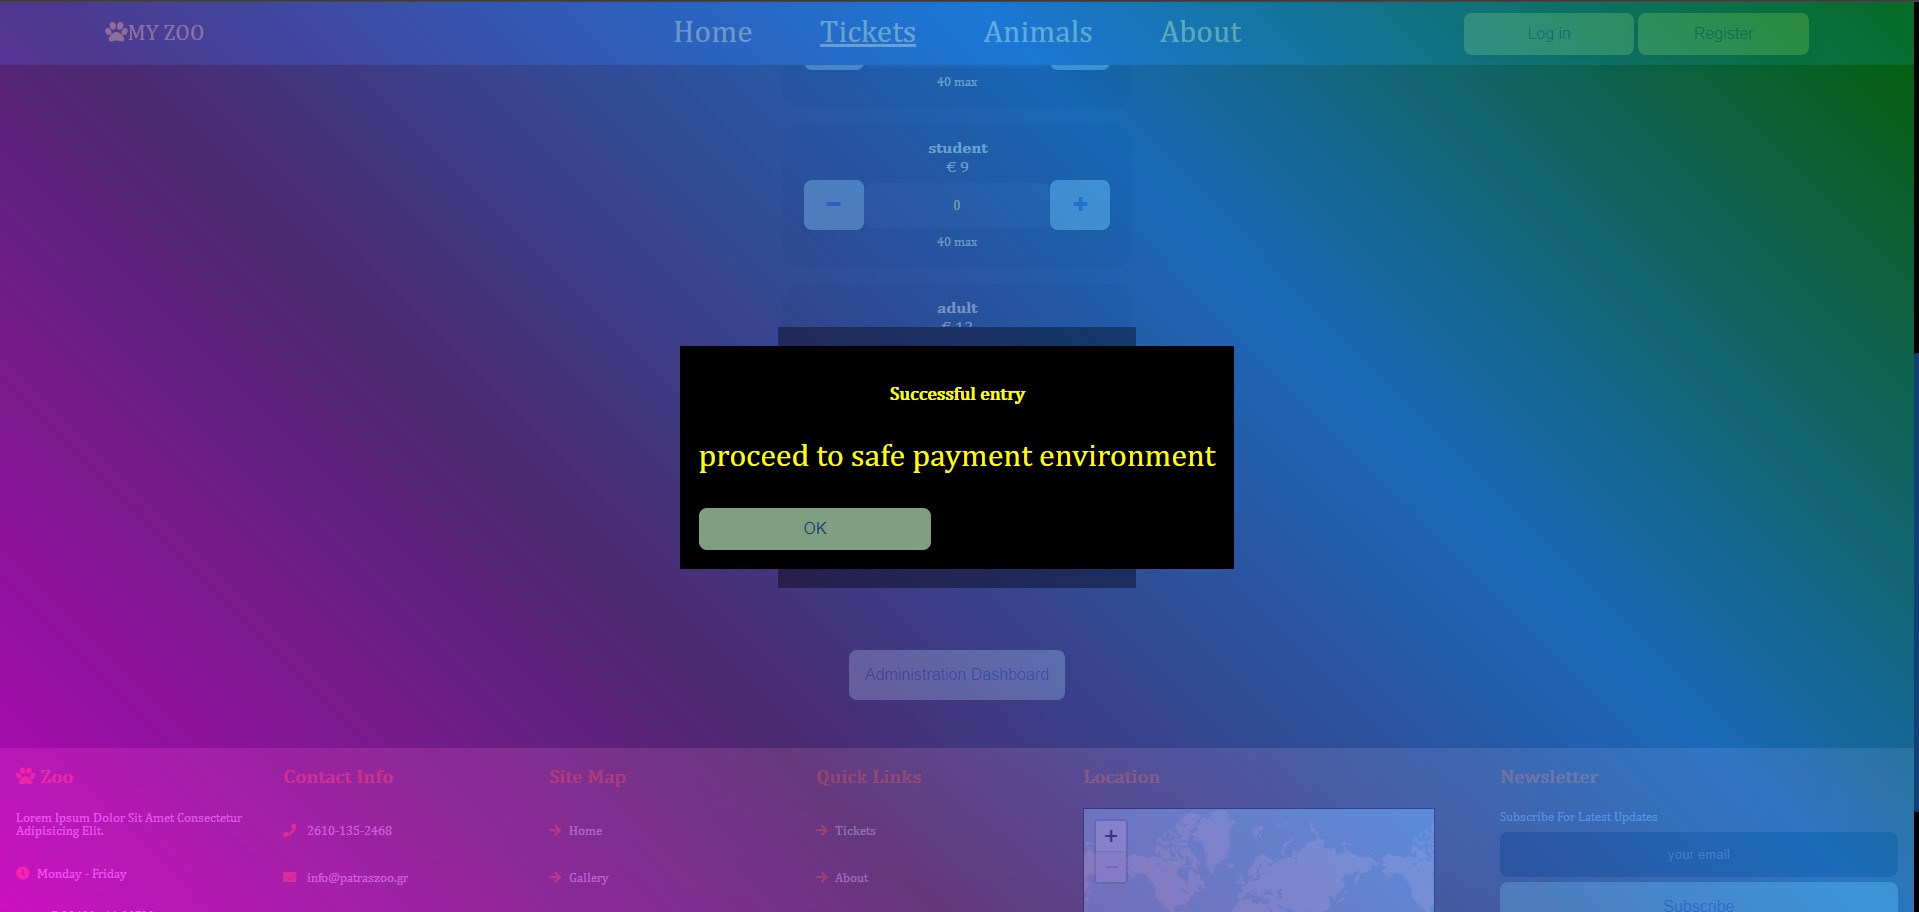 MY ZOO
Home
Tickets
Animals
About
Log in
Register
40 max
student
€ 9
0
40 max
adult
Successful entry
proceed to safe payment environment
OK
Administration Dashboard
Zoo
Lorem Ipsum Dolor Sit Amet Consectetur
Adipisicing Elit.
Monday - Friday
Contact Info
2610-135-2468
info@patraszoo.gr
Site Map
Home
Gallery
Quick Links
Tickets
About
Location
+
−
Newsletter
Subscribe For Latest Updates
your email
Subscribe